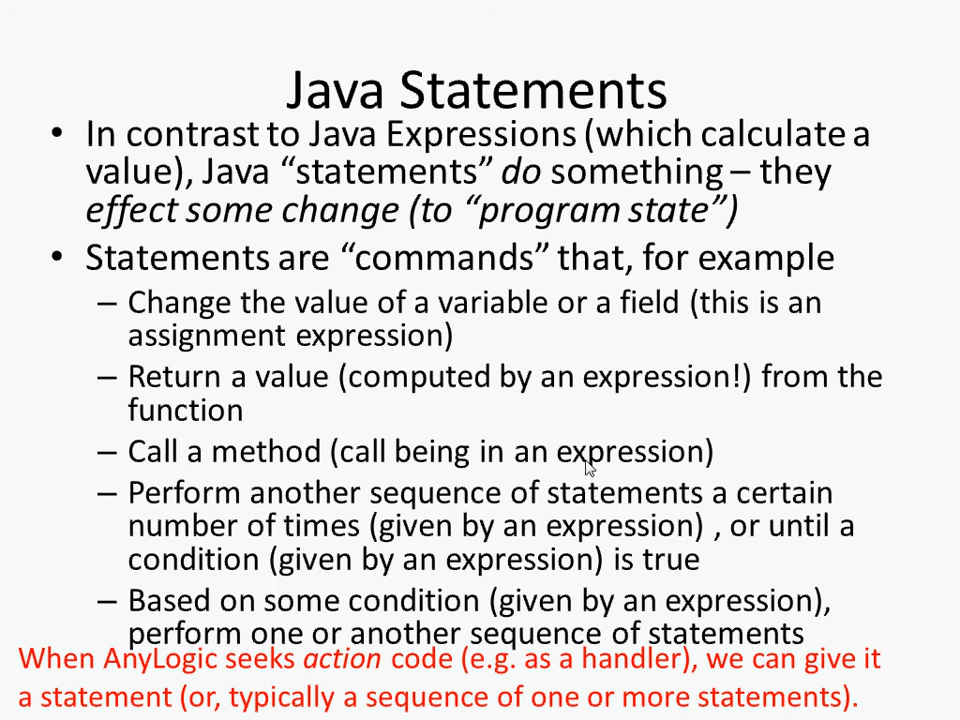 Java Statements
• In contrast to Java Expressions (which calculate a
value), Java “statements” do something – they
effect some change (to “program state”)
• Statements are “commands” that, for example
– Change the value of a variable or a field (this is an
assignment expression)
– Return a value (computed by an expression!) from the
function
– Call a method (call being in an expression)
– Perform another sequence of statements a certain
number of times (given by an expression) , or until a
condition (given by an expression) is true
– Based on some condition (given by an expression),
perform one or another sequence of statements
When AnyLogic seeks action code (e.g. as a handler), we can give it
a statement (or, typically a sequence of one or more statements).